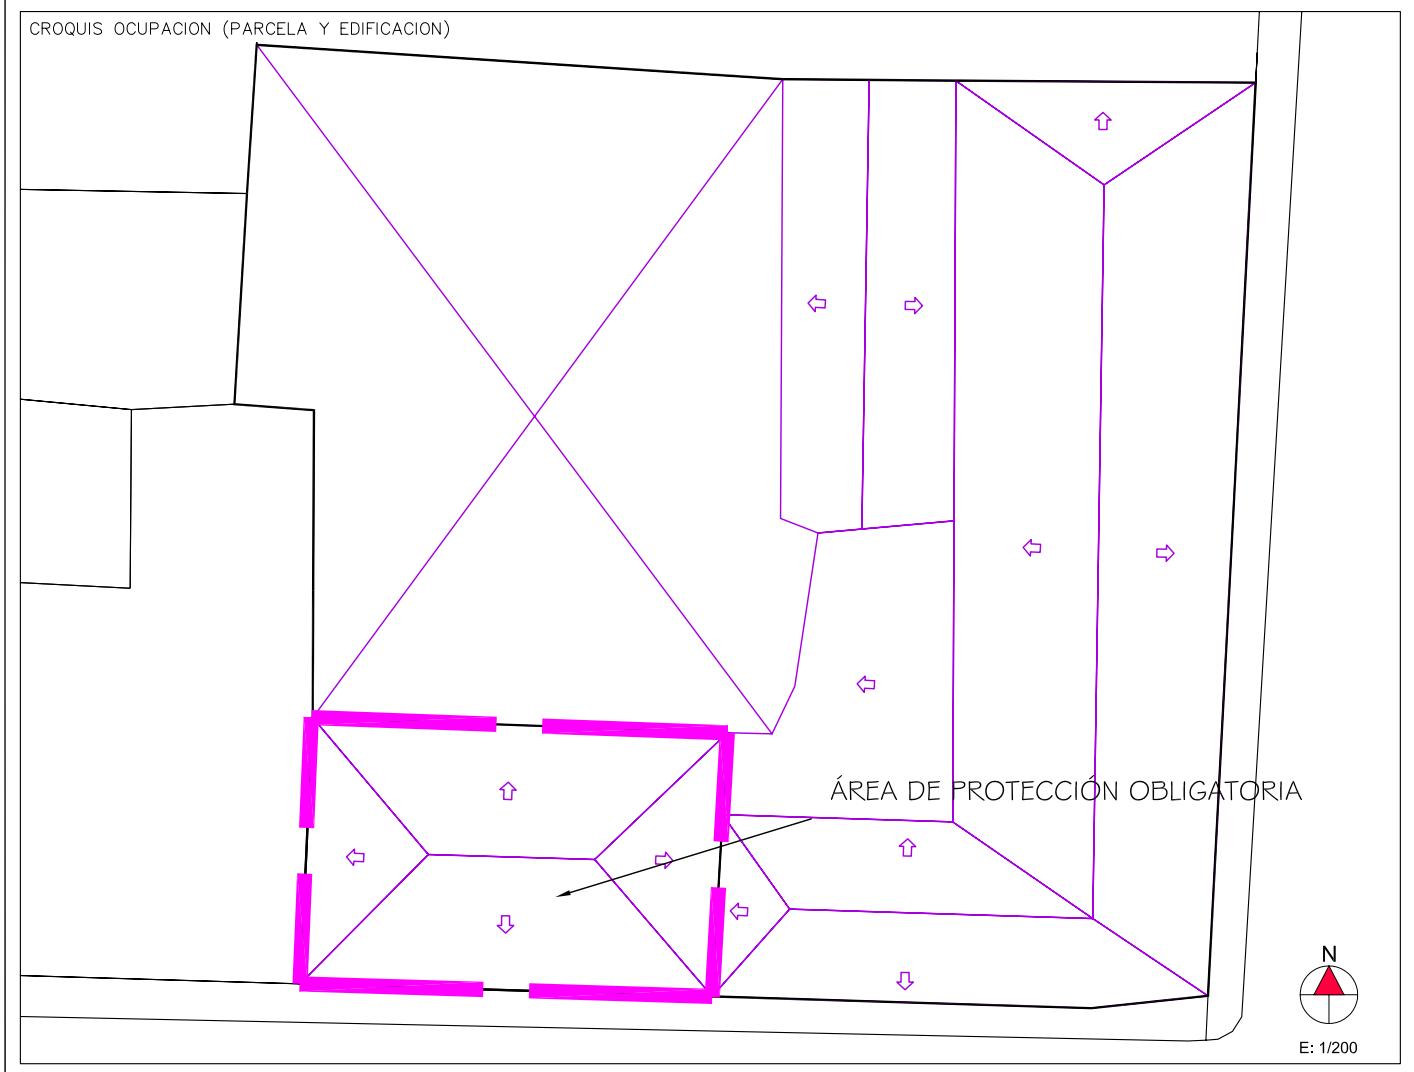 CROQUIS OCUPACION (PARCELA Y EDIFICACION)
ÁREA DE PROTECCIÓN OBLIGATORIA
N
E: 1/200